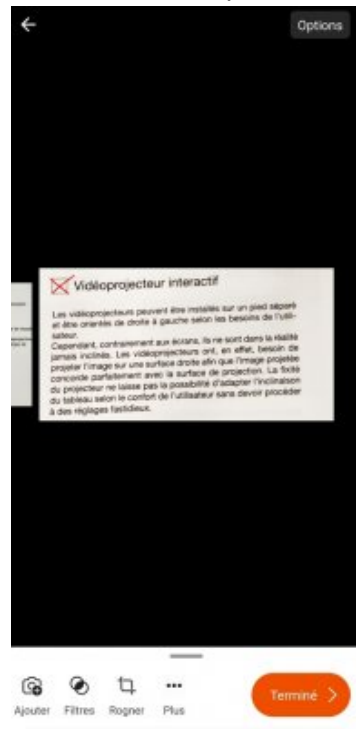 Options
Vidéoprojecteur interactif
Les vidéoprojecteurs peuvent être installés sur un pied séparé
et être orientés de droite à gauche selon les besoins de l'utili-
sateur.
Cependant, contrairement aux écrans, ils ne sont dans la réalité
jamais inclinés. Les vidéoprojecteurs ont, en effet, besoin de
projeter l'image sur une surface droite afin que l'image projetée
concorde parfaitement avec la surface de projection. La fixité
du projecteur ne laisse pas la possibilité d'adapter l'inclinaison
du tableau selon le confort de l'utilisateur sans devoir procéder
à des réglages fastidieux.
Ajouter Filtres Rogner Plus Terminé